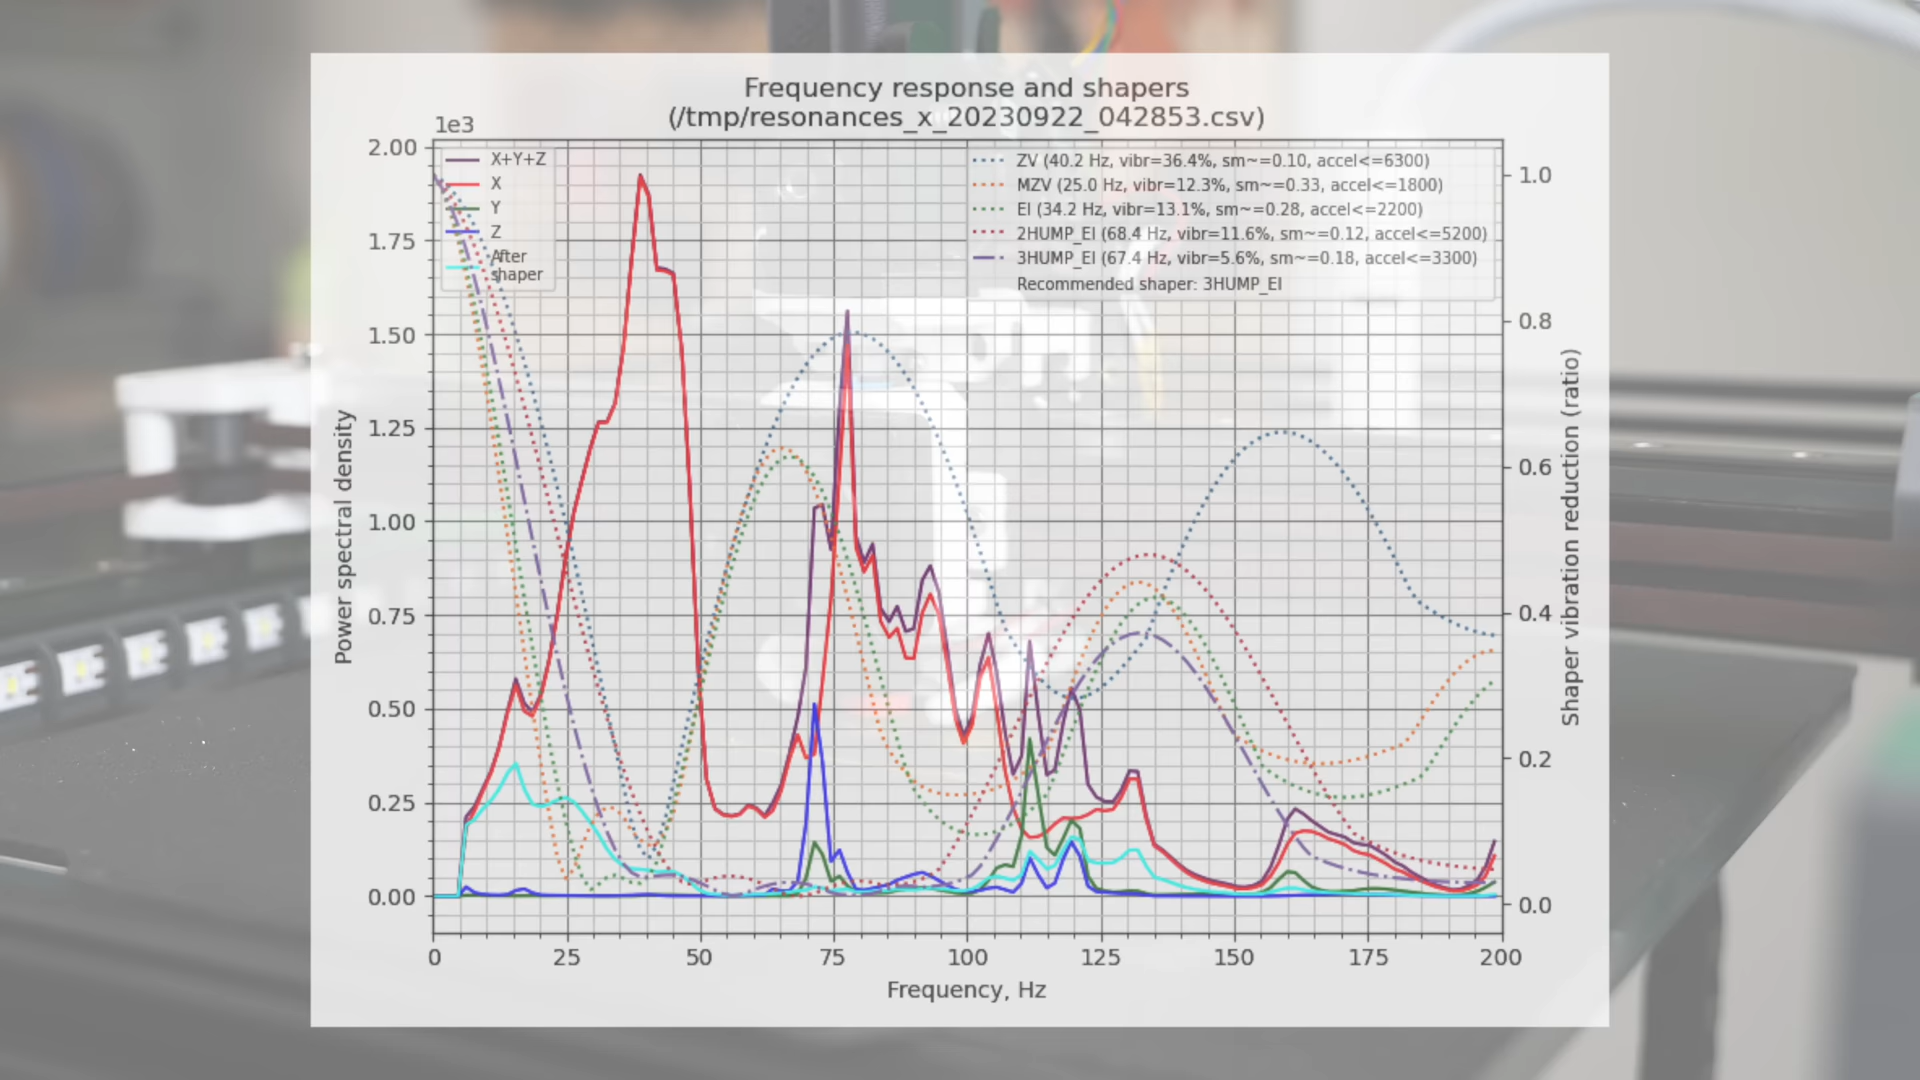 Frequency response and shapers
(/tmp/resonances_x_20230922_042853.csv)
1e3
2.00
1.75
1.50
1.25
1.00
0.75
0.50
0.25
0.00
Power spectral density
X+Y+Z
X
Y
Z
After
shaper
ZV (40.2 Hz, vibr=36.4%, sm~=0.10, accel<=6300)
MZV (25.0 Hz, vibr=12.3%, sm~=0.33, accel<=1800)
EI (34.2 Hz, vibr=13.1%, sm~=0.28, accel<=2200)
2HUMP_EI (68.4 Hz, vibr=11.6%, sm~=0.12, accel<=5200)
3HUMP_EI (67.4 Hz, vibr=5.6%, sm~=0.18, accel<=3300)
Recommended shaper: 3HUMP_EI
1.0
0.8
0.6
0.4
0.2
0.0
Shaper vibration reduction (ratio)
0 25 50 75 100 125 150 175 200
Frequency, Hz